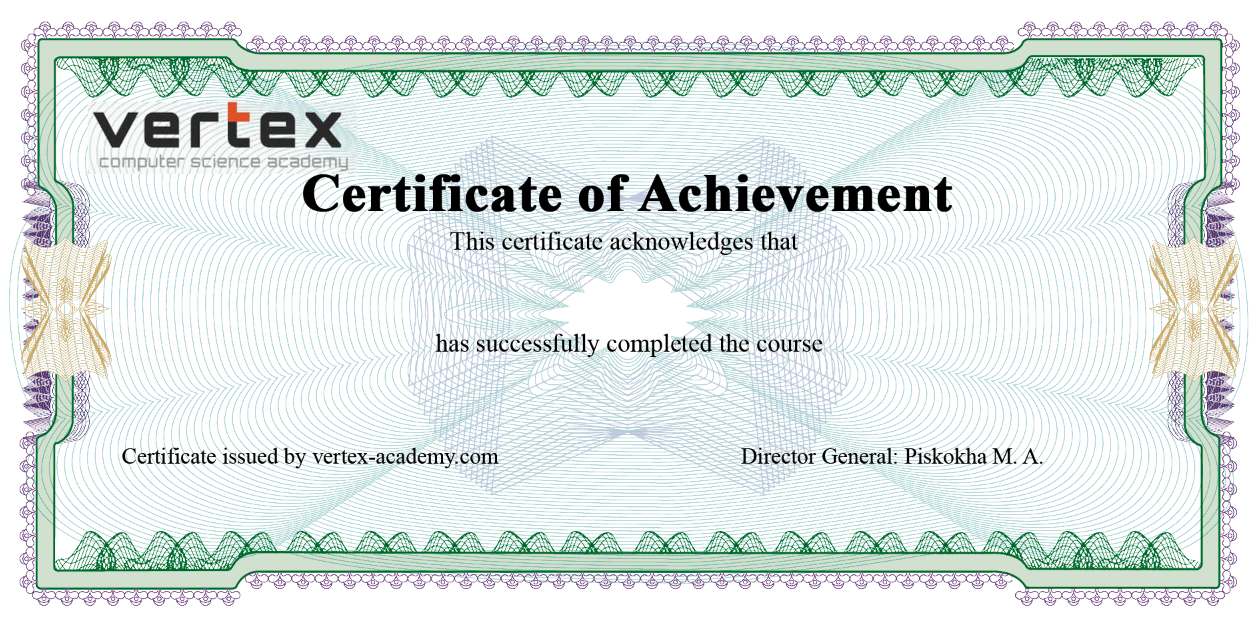 vertex
computer science academy
Certificate of Achievement
This certificate acknowledges that
has successfully completed the course
Certificate issued by vertex-academy.com
Director General: Piskokha M. A.